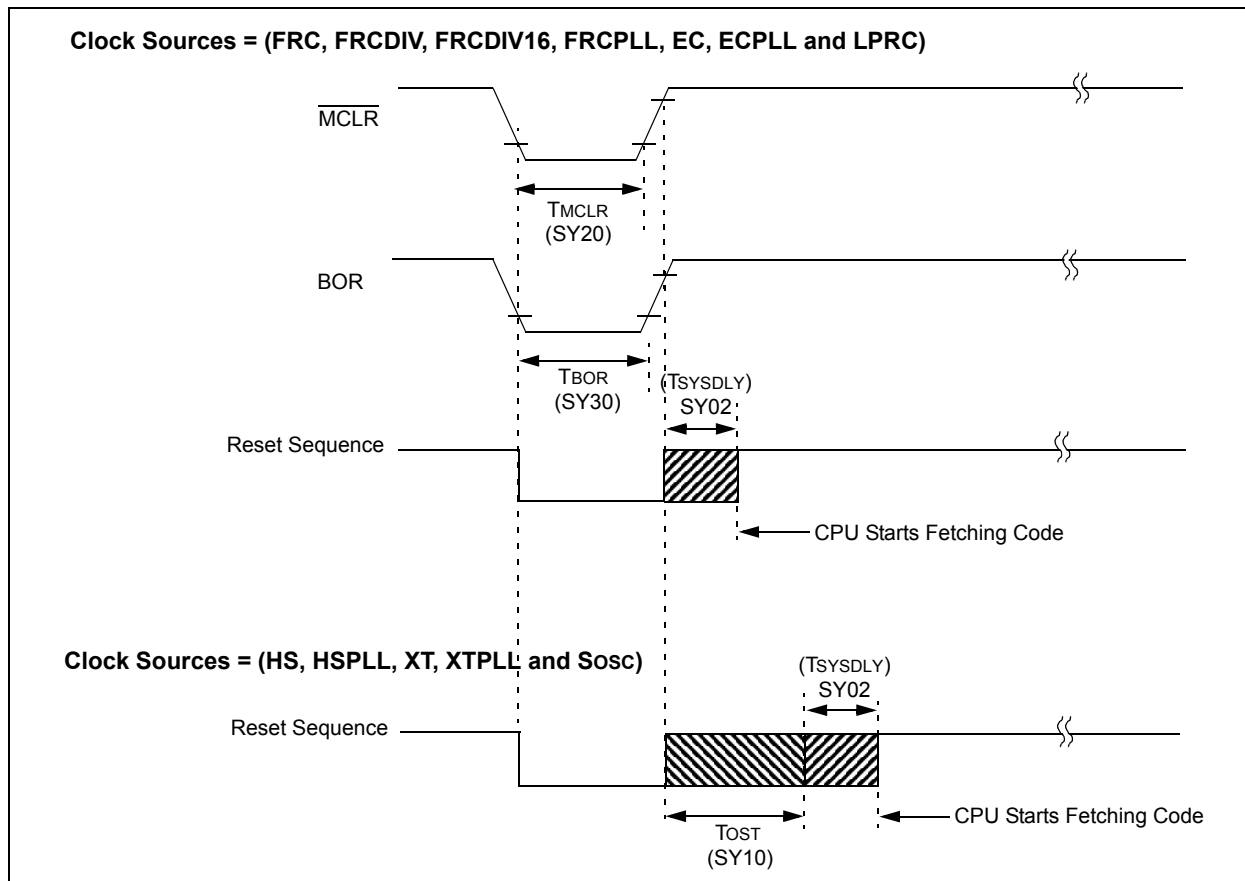 Clock Sources = (FRC, FRCDIV, FRCDIV16, FRCPLL, EC, ECPLL and LPRC)
MCLR
TMCLR
(SY20)
BOR
TBOR
(SY30)
(TSYSDLY)
SY02
Reset Sequence
CPU Starts Fetching Code
Clock Sources = (HS, HSPLL, XT, XTPLL and SOSC)
(TSYSDLY)
SY02
Reset Sequence
CPU Starts Fetching Code
TOST
(SY10)